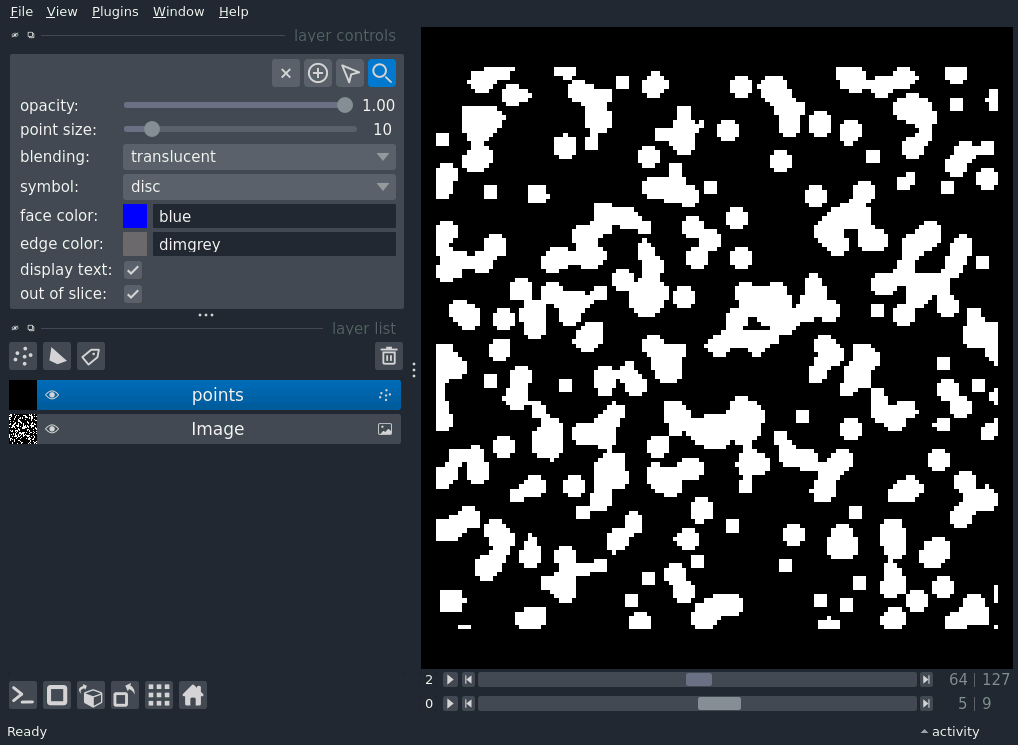 File View Plugins Window Help
layer controls
opacity: 1.00
point size: 10
blending: translucent
symbol: disc
face color: blue
edge color: dimgrey
display text:
out of slice:
layer list
points
Image
2 64 | 127
0 5 | 9
Ready activity